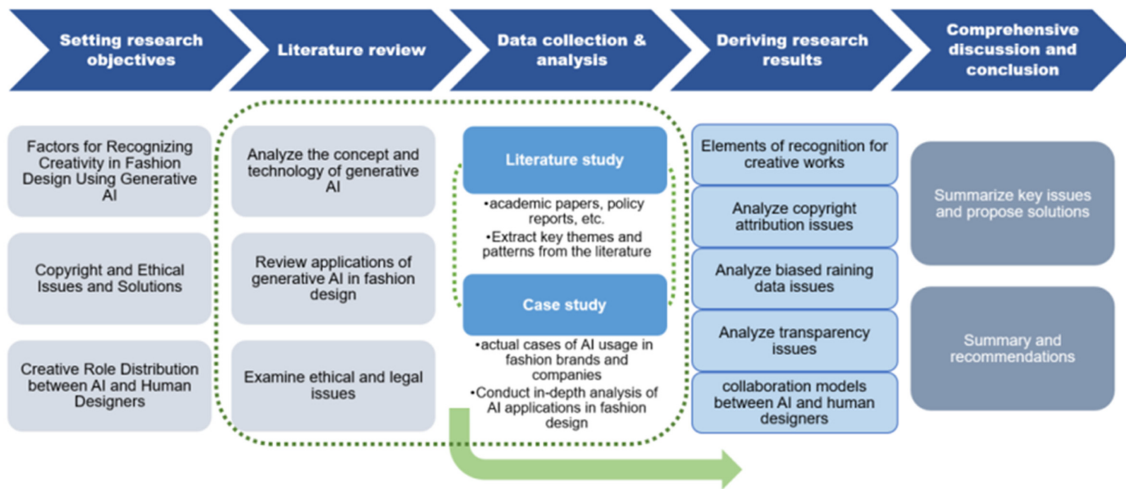 Setting research
objectives
Literature review
Data collection &
analysis
Deriving research
results
Comprehensive
discussion and
conclusion
Factors for Recognizing
Creativity in Fashion
Design Using Generative
AI
Copyright and Ethical
Issues and Solutions
Creative Role Distribution
between AI and Human
Designers
Analyze the concept and
technology of generative
AI
Review applications of
generative AI in fashion
design
Examine ethical and legal
issues
Literature study
•academic papers, policy
reports, etc.
•Extract key themes and
patterns from the literature
Case study
•actual cases of AI usage in
fashion brands and
companies
•Conduct in-depth analysis of
AI applications in fashion
design
Elements of recognition for
creative works
Analyze copyright
attribution issues
Analyze biased raining
data issues
Analyze transparency
issues
collaboration models
between AI and human
designers
Summarize key issues
and propose solutions
Summary and
recommendations